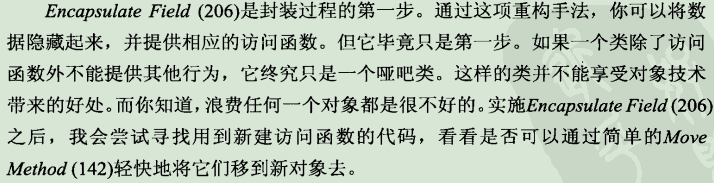 Encapsulate Field (206)是封装过程的第一步。通过这项重构手法，你可以将数
据隐藏起来，并提供相应的访问函数。但它毕竟只是第一步。如果一个类除了访问
函数外不能提供其他行为，它终究只是一个哑吧类。这样的类并不能享受对象技术
带来的好处。而你知道，浪费任何一个对象都是很不好的。实施Encapsulate Field (206)
之后，我会尝试寻找用到新建访问函数的代码，看看是否可以通过简单的Move
Method (142)轻快地将它们移到新对象去。